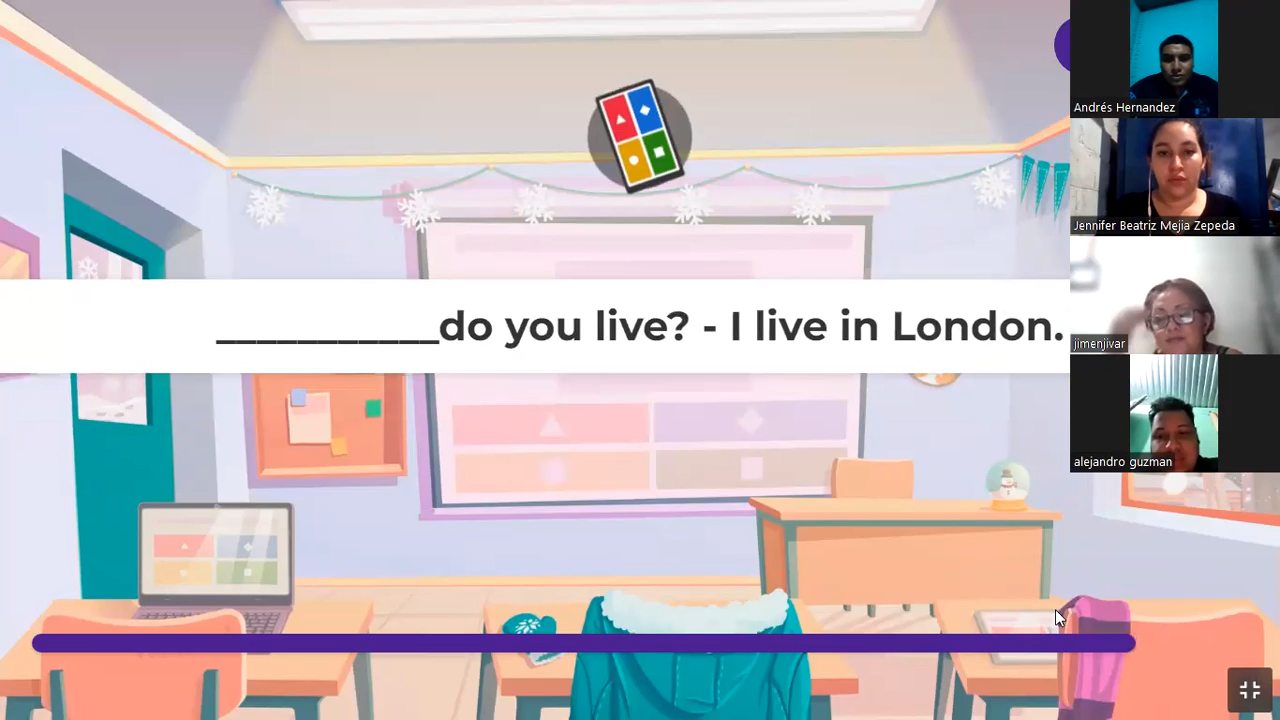 ___________do you live? - I live in London.
Andrés Hernandez
Jennifer Beatriz Mejia Zepeda
jimenjivar
alejandro guzman